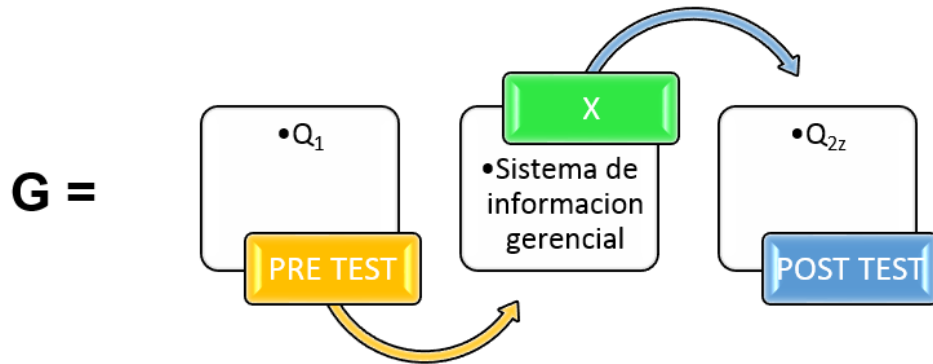 G =
•Q₁
PRE TEST
X
•Sistema de
informacion
gerencial
•Q₂z
POST TEST